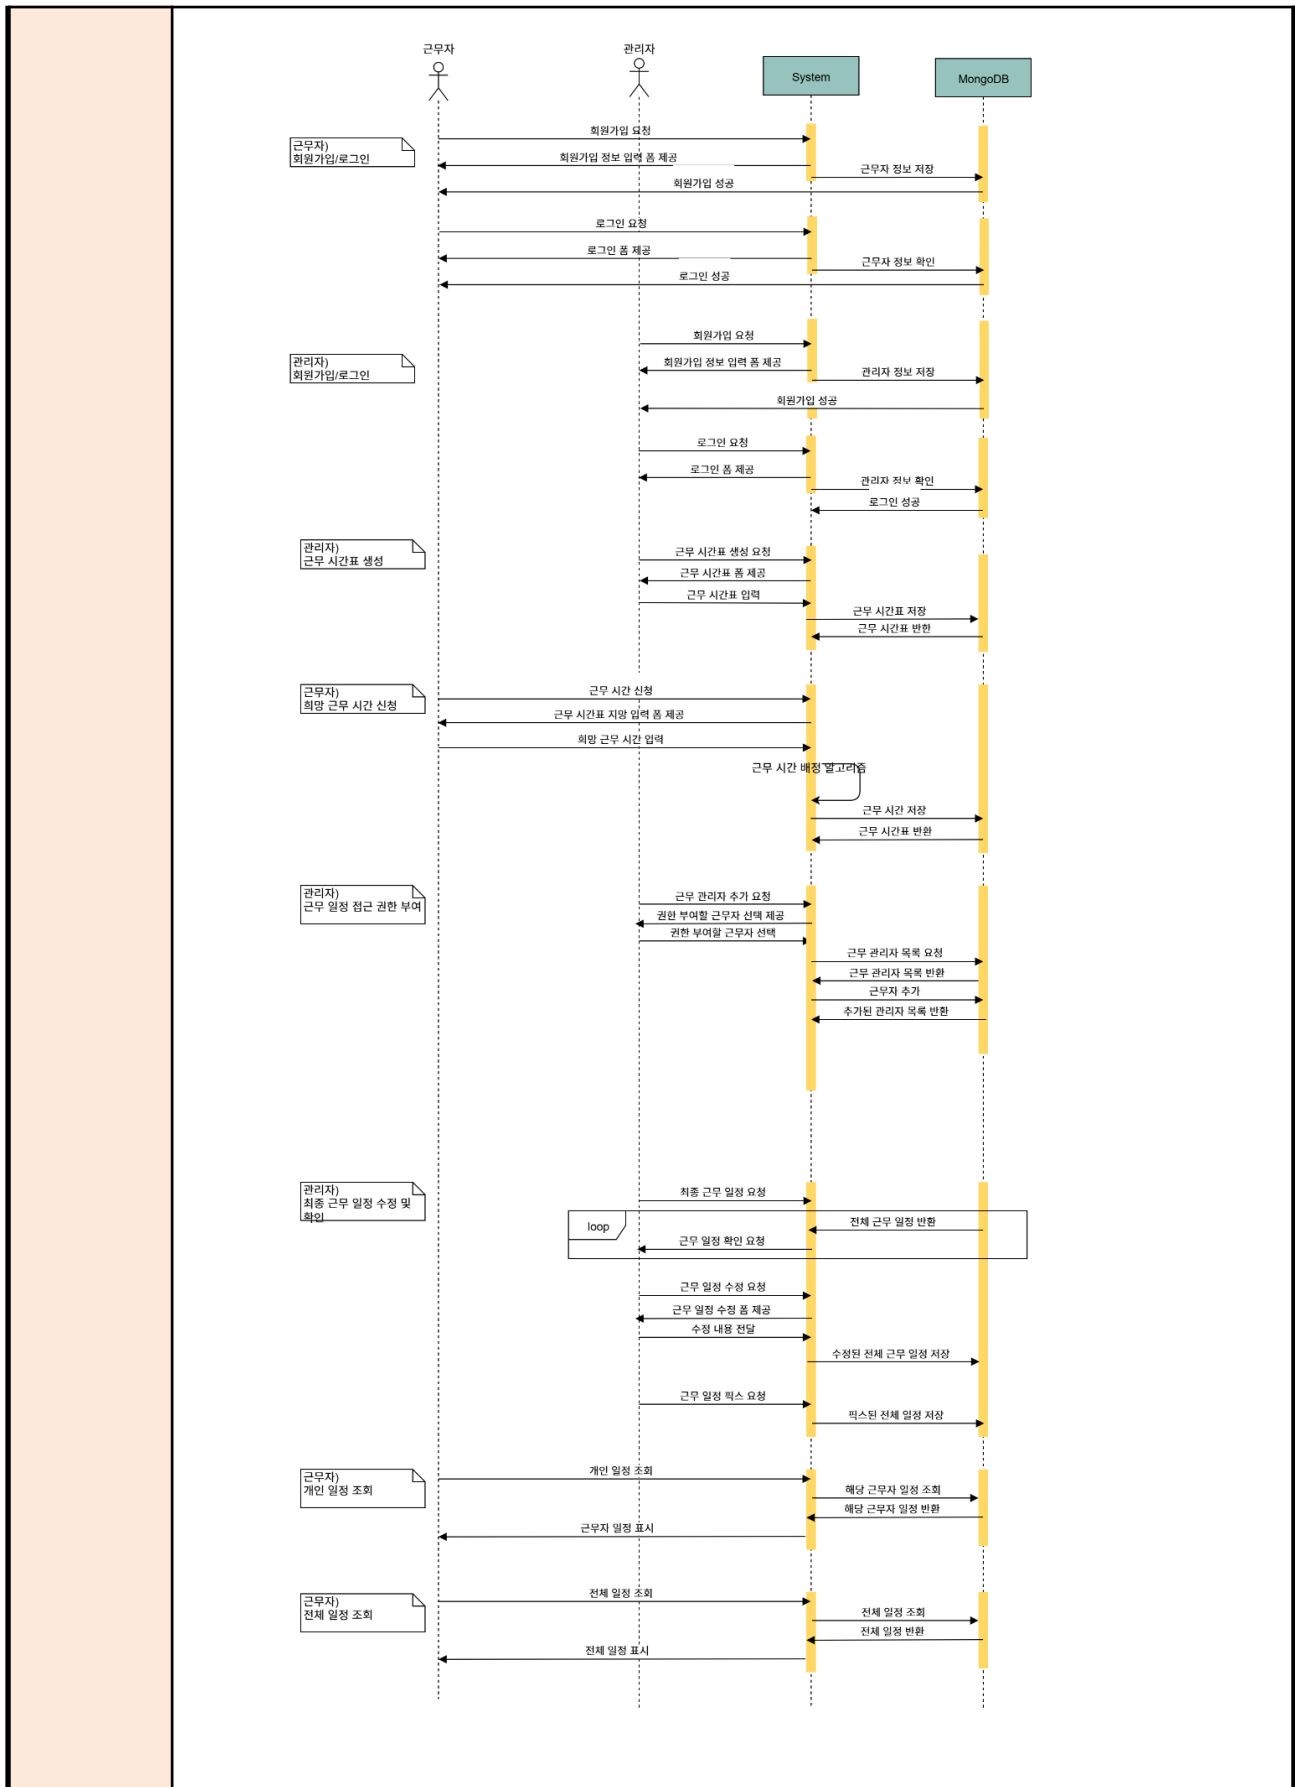 근무자
관리자
System
MongoDB
근무자)
회원가입/로그인
회원가입 요청
회원가입 정보 입력 폼 제공
근무자 정보 저장
회원가입 성공
로그인 요청
로그인 폼 제공
근무자 정보 확인
로그인 성공
관리자)
회원가입/로그인
회원가입 요청
회원가입 정보 입력 폼 제공
관리자 정보 저장
회원가입 성공
로그인 요청
로그인 폼 제공
관리자 정보 확인
로그인 성공
관리자)
근무 시간표 생성
근무 시간표 생성 요청
근무 시간표 폼 제공
근무 시간표 입력
근무 시간표 저장
근무 시간표 반한
근무자)
희망 근무 시간 신청
근무 시간 신청
근무 시간표 지망 입력 폼 제공
희망 근무 시간 입력
근무 시간 배정 알고리즘
근무 시간 저장
근무 시간표 반환
관리자)
근무 일정 접근 권한 부여
근무 관리자 추가 요청
권한 부여할 근무자 선택 제공
권한 부여할 근무자 선택
근무 관리자 목록 요청
근무 관리자 목록 반환
근무자 추가
추가된 관리자 목록 반환
관리자)
최종 근무 일정 수정 및
확인
최종 근무 일정 요청
loop
전체 근무 일정 반환
근무 일정 확인 요청
근무 일정 수정 요청
근무 일정 수정 폼 제공
수정 내용 전달
수정된 전체 근무 일정 저장
근무 일정 픽스 요청
픽스된 전체 일정 저장
근무자)
개인 일정 조회
개인 일정 조회
해당 근무자 일정 조회
해당 근무자 일정 반환
근무자 일정 표시
근무자)
전체 일정 조회
전체 일정 조회
전체 일정 조회
전체 일정 반환
전체 일정 표시